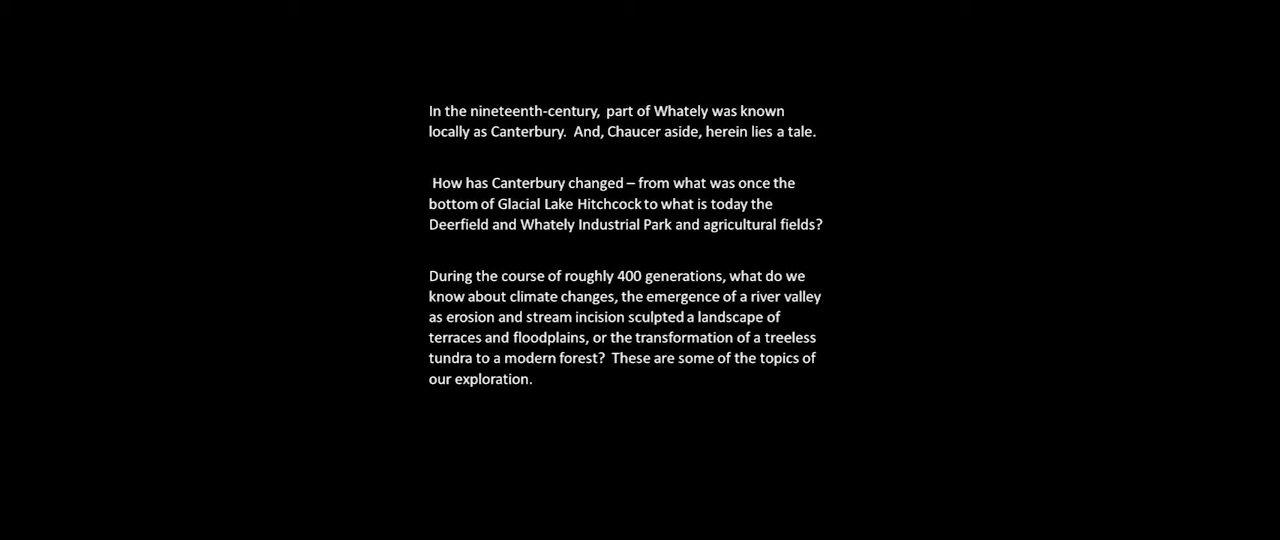 In the nineteenth-century, part of Whately was known
locally as Canterbury. And, Chaucer aside, herein lies a tale.
How has Canterbury changed – from what was once the
bottom of Glacial Lake Hitchcock to what is today the
Deerfield and Whately Industrial Park and agricultural fields?
During the course of roughly 400 generations, what do we
know about climate changes, the emergence of a river valley
as erosion and stream incision sculpted a landscape of
terraces and floodplains, or the transformation of a treeless
tundra to a modern forest? These are some of the topics of
our exploration.